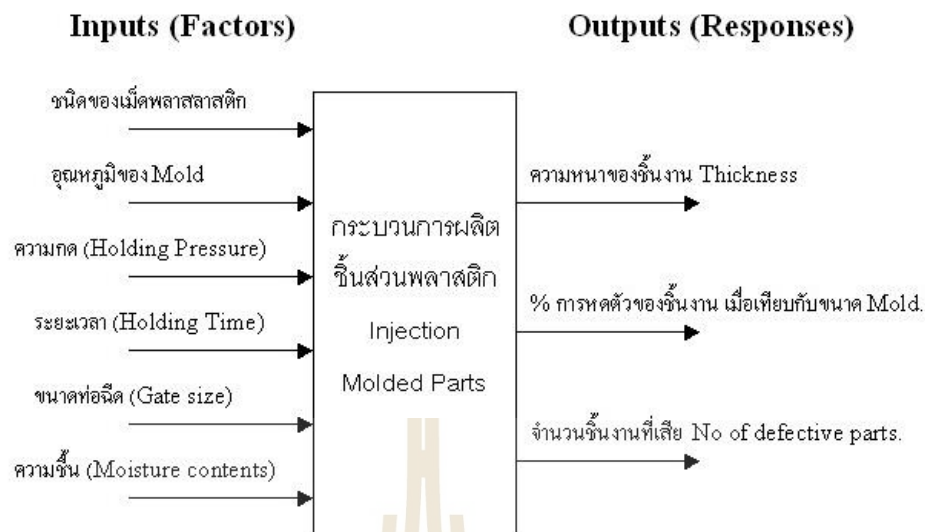 Inputs (Factors)
Outputs (Responses)
ชนิดของเม็ดพลาสลาสติก
อุณหภูมิของ Mold
ความกด (Holding Pressure)
ระยะเวลา (Holding Time)
ขนาดท่อฉีด (Gate size)
ความชื้น (Moisture contents)
กระบวนการผลิต
ชิ้นส่วนพลาสติก
Injection
Molded Parts
ความหนาของชิ้นงาน Thickness
% การหดตัวของชิ้นงาน เมื่อเทียบกับขนาด Mold.
จำนวนชิ้นงานที่เสีย No of defective parts.